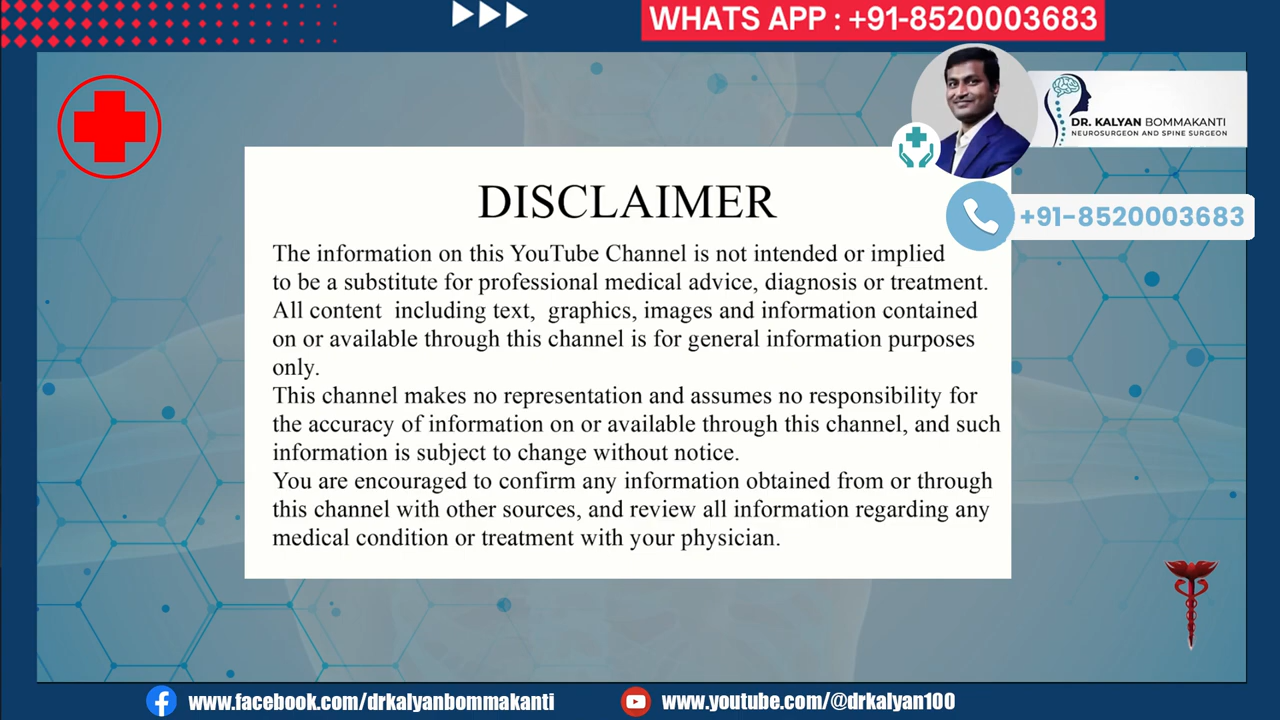 WHATS APP : +91-8520003683
DR. KALYAN BOMMAKANTI
NEUROSURGEON AND SPINE SURGEON
+91-8520003683
DISCLAIMER
The information on this YouTube Channel is not intended or implied
to be a substitute for professional medical advice, diagnosis or treatment.
All content including text, graphics, images and information contained
on or available through this channel is for general information purposes
only.
This channel makes no representation and assumes no responsibility for
the accuracy of information on or available through this channel, and such
information is subject to change without notice.
You are encouraged to confirm any information obtained from or through
this channel with other sources, and review all information regarding any
medical condition or treatment with your physician.
www.facebook.com/drkalyanbommakanti
www.youtube.com/@drkalyan100